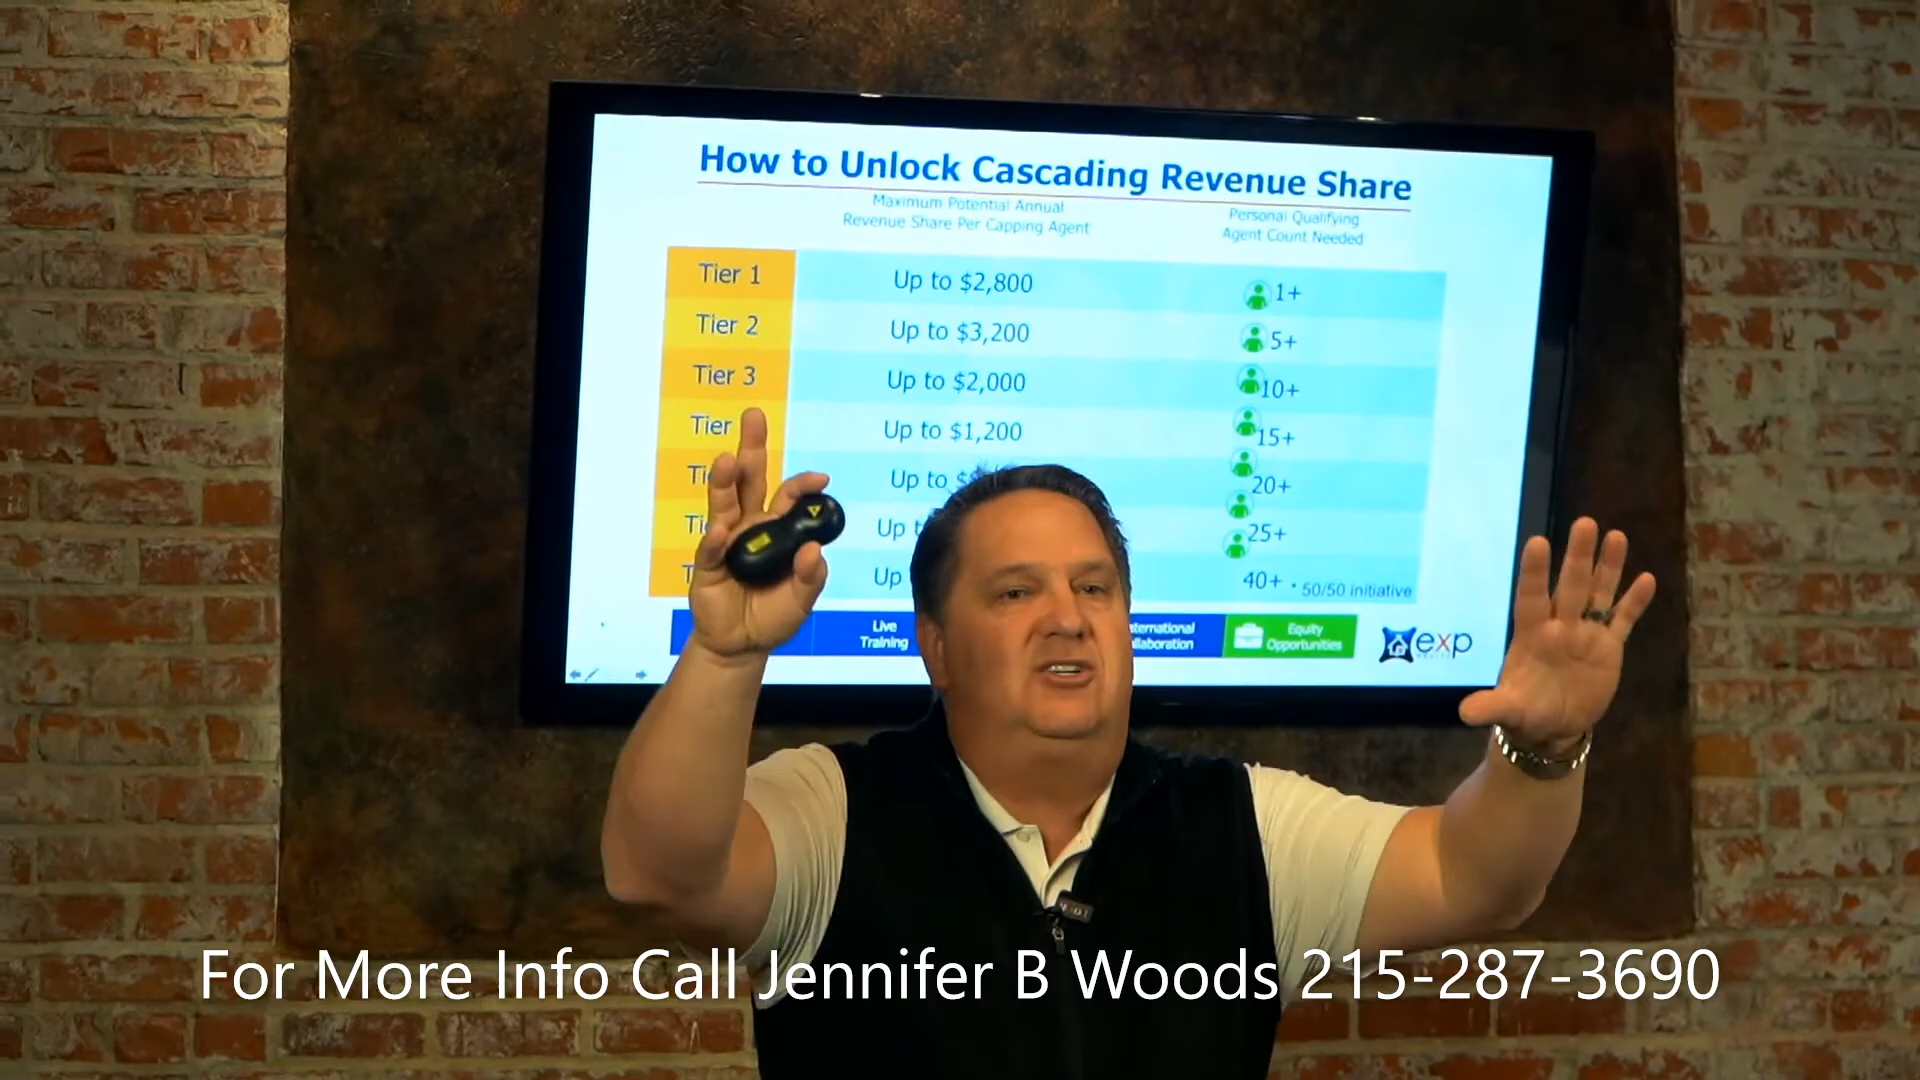 How to Unlock Cascading Revenue Share
Maximum Potential Annual
Revenue Share Per Capping Agent
Personal Qualifying
Agent Count Needed
Tier 1 Up to $2,800 1+
Tier 2 Up to $3,200 5+
Tier 3 Up to $2,000 10+
Tier Up to $1,200 15+
Up to 20+
Up 25+
Up 40+ • 50/50 initiative
Live
Training
Equity
Opportunities
exp
For More Info Call Jennifer B Woods 215-287-3690